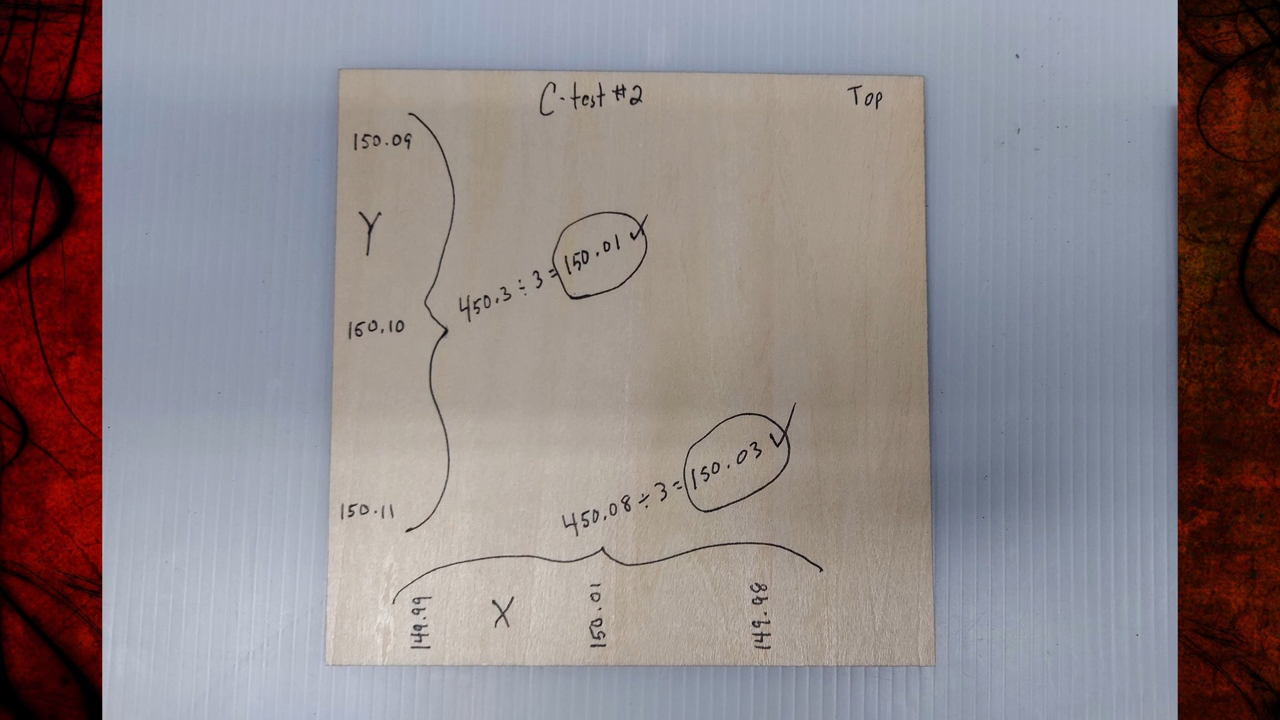 C-test #2
Top
150.09
Y
450.3 ÷ 3 = 150.01 ✓
150.10
150.11
450.08 ÷ 3 = 150.03 ✓
149.99
X
150.01
149.98